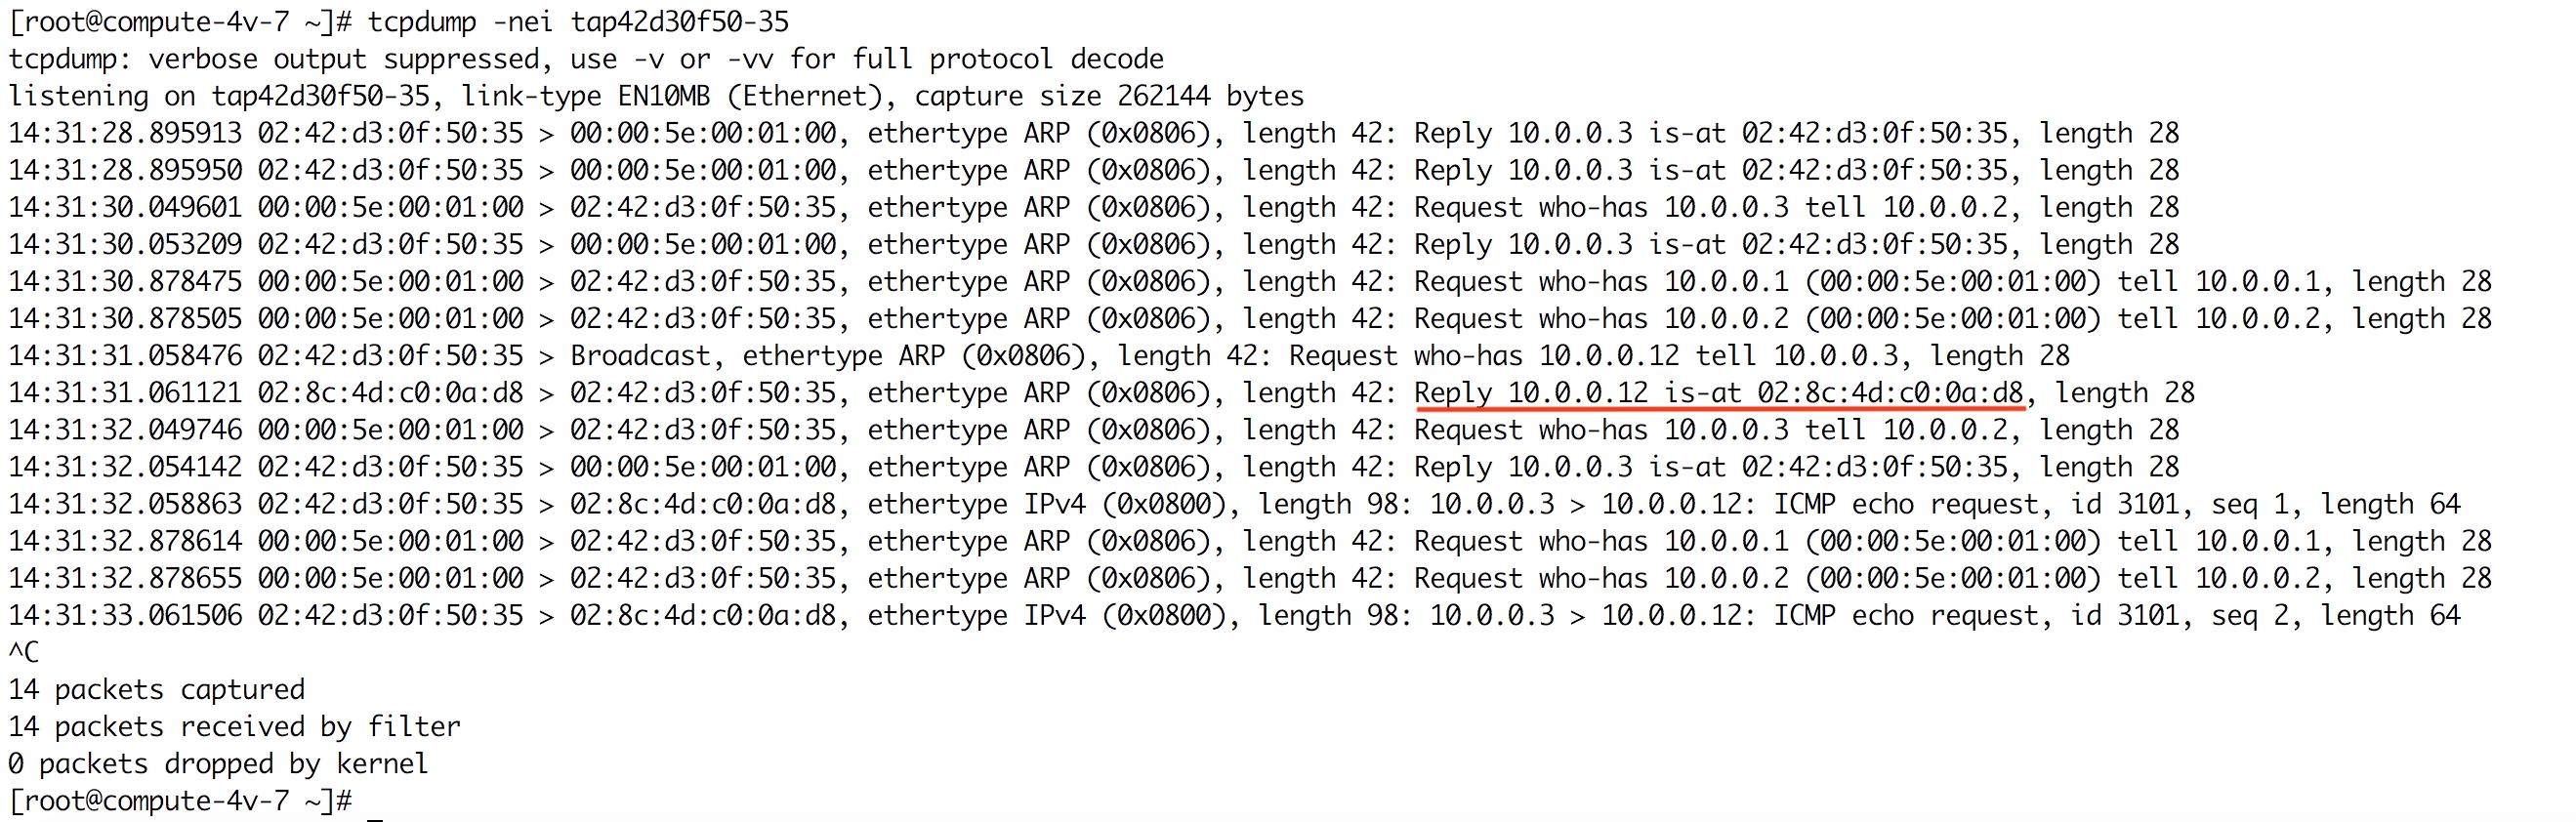 [root@compute-4v-7 ~]# tcpdump -nei tap42d30f50-35
tcpdump: verbose output suppressed, use -v or -vv for full protocol decode
listening on tap42d30f50-35, link-type EN10MB (Ethernet), capture size 262144 bytes
14:31:28.895913 02:42:d3:0f:50:35 > 00:00:5e:00:01:00, ethertype ARP (0x0806), length 42: Reply 10.0.0.3 is-at 02:42:d3:0f:50:35, length 28
14:31:28.895950 02:42:d3:0f:50:35 > 00:00:5e:00:01:00, ethertype ARP (0x0806), length 42: Reply 10.0.0.3 is-at 02:42:d3:0f:50:35, length 28
14:31:30.049601 00:00:5e:00:01:00 > 02:42:d3:0f:50:35, ethertype ARP (0x0806), length 42: Request who-has 10.0.0.3 tell 10.0.0.2, length 28
14:31:30.053209 02:42:d3:0f:50:35 > 00:00:5e:00:01:00, ethertype ARP (0x0806), length 42: Reply 10.0.0.3 is-at 02:42:d3:0f:50:35, length 28
14:31:30.878475 00:00:5e:00:01:00 > 02:42:d3:0f:50:35, ethertype ARP (0x0806), length 42: Request who-has 10.0.0.1 (00:00:5e:00:01:00) tell 10.0.0.1, length 28
14:31:30.878505 00:00:5e:00:01:00 > 02:42:d3:0f:50:35, ethertype ARP (0x0806), length 42: Request who-has 10.0.0.2 (00:00:5e:00:01:00) tell 10.0.0.2, length 28
14:31:31.058476 02:42:d3:0f:50:35 > Broadcast, ethertype ARP (0x0806), length 42: Request who-has 10.0.0.12 tell 10.0.0.3, length 28
14:31:31.061121 02:8c:4d:c0:0a:d8 > 02:42:d3:0f:50:35, ethertype ARP (0x0806), length 42: Reply 10.0.0.12 is-at 02:8c:4d:c0:0a:d8, length 28
14:31:32.049746 00:00:5e:00:01:00 > 02:42:d3:0f:50:35, ethertype ARP (0x0806), length 42: Request who-has 10.0.0.3 tell 10.0.0.2, length 28
14:31:32.054142 02:42:d3:0f:50:35 > 00:00:5e:00:01:00, ethertype ARP (0x0806), length 42: Reply 10.0.0.3 is-at 02:42:d3:0f:50:35, length 28
14:31:32.058863 02:42:d3:0f:50:35 > 02:8c:4d:c0:0a:d8, ethertype IPv4 (0x0800), length 98: 10.0.0.3 > 10.0.0.12: ICMP echo request, id 3101, seq 1, length 64
14:31:32.878614 00:00:5e:00:01:00 > 02:42:d3:0f:50:35, ethertype ARP (0x0806), length 42: Request who-has 10.0.0.1 (00:00:5e:00:01:00) tell 10.0.0.1, length 28
14:31:32.878655 00:00:5e:00:01:00 > 02:42:d3:0f:50:35, ethertype ARP (0x0806), length 42: Request who-has 10.0.0.2 (00:00:5e:00:01:00) tell 10.0.0.2, length 28
14:31:33.061506 02:42:d3:0f:50:35 > 02:8c:4d:c0:0a:d8, ethertype IPv4 (0x0800), length 98: 10.0.0.3 > 10.0.0.12: ICMP echo request, id 3101, seq 2, length 64
^C
14 packets captured
14 packets received by filter
0 packets dropped by kernel
[root@compute-4v-7 ~]#